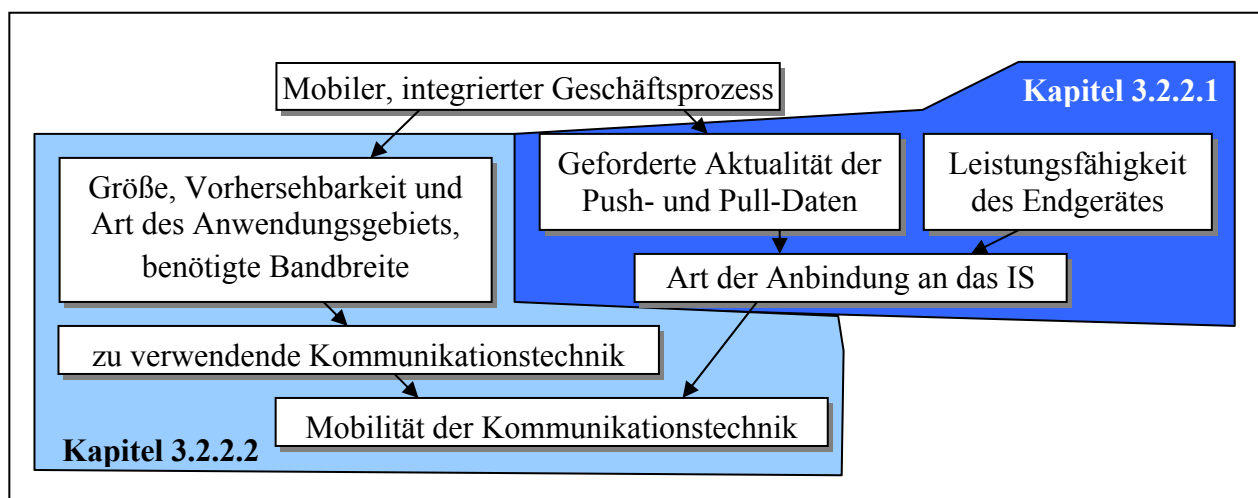 Mobiler, integrierter Geschäftsprozess
Kapitel 3.2.2.1
Größe, Vorhersehbarkeit und
Art des Anwendungsgebiets,
benötigte Bandbreite
Geforderte Aktualität der
Push- und Pull-Daten
Leistungsfähigkeit
des Endgerätes
Art der Anbindung an das IS
zu verwendende Kommunikationstechnik
Mobilität der Kommunikationstechnik
Kapitel 3.2.2.2